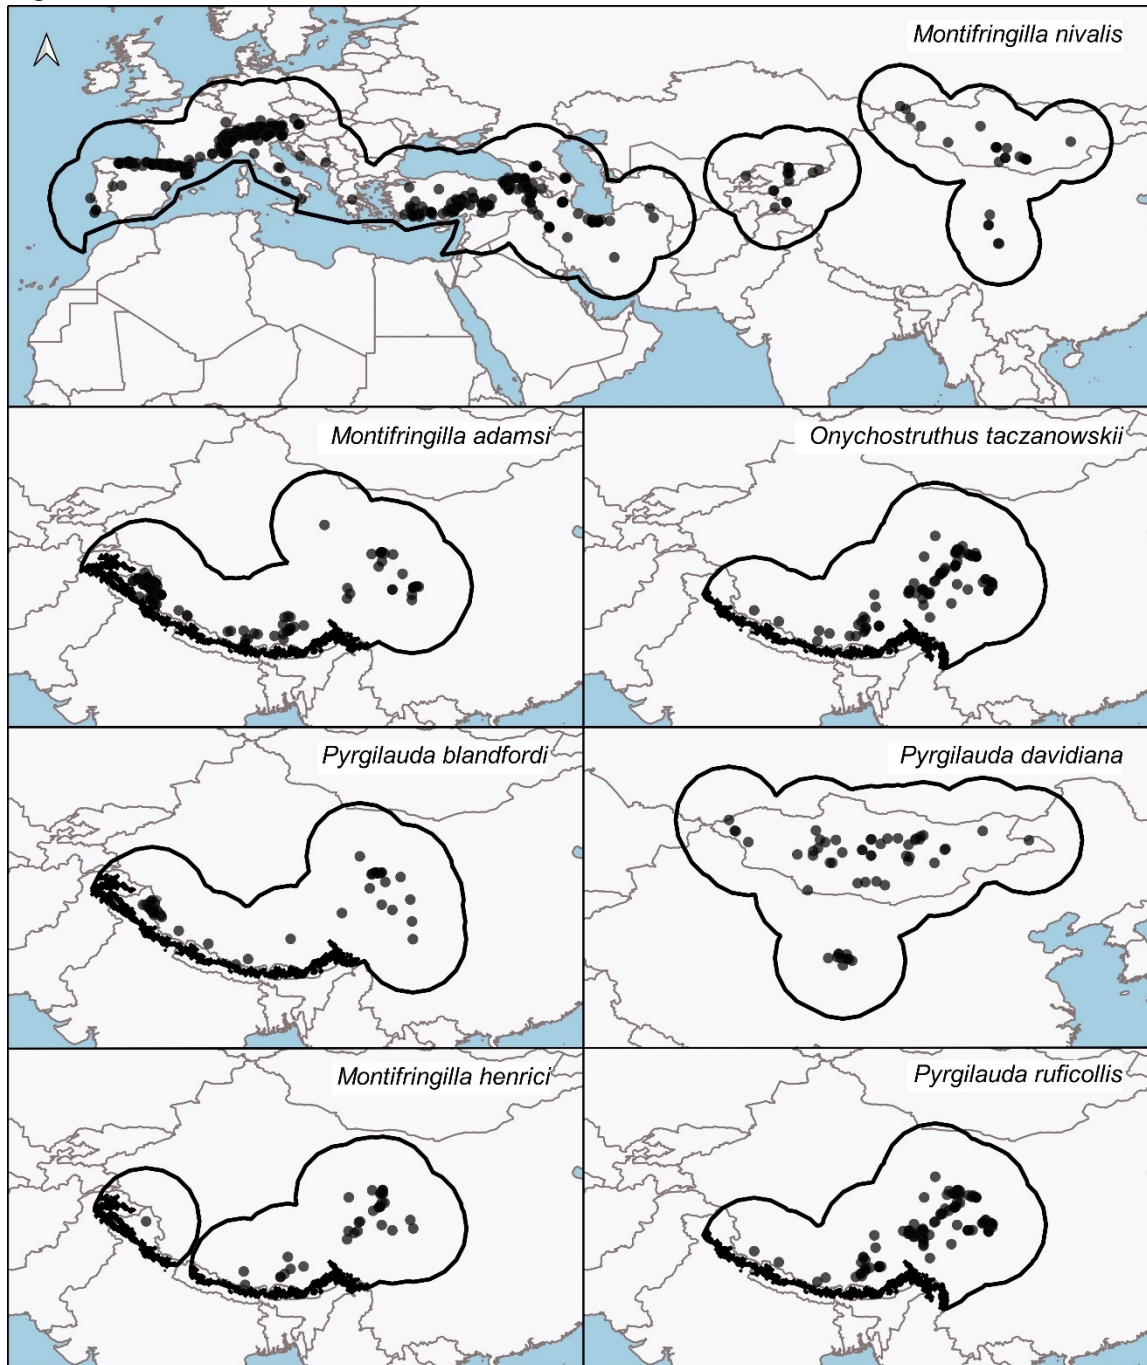 Montifringilla nivalis
Montifringilla adamsi
Onychostruthus taczanowskii
Pyrgilauda blandfordi
Pyrgilauda davidiana
Montifringilla henrici
Pyrgilauda ruficollis